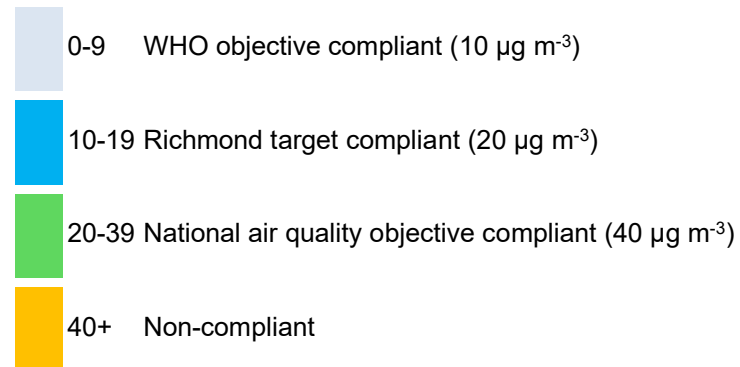 0-9 WHO objective compliant (10 µg m-3)
10-19 Richmond target compliant (20 µg m-3)
20-39 National air quality objective compliant (40 µg m-3)
40+ Non-compliant